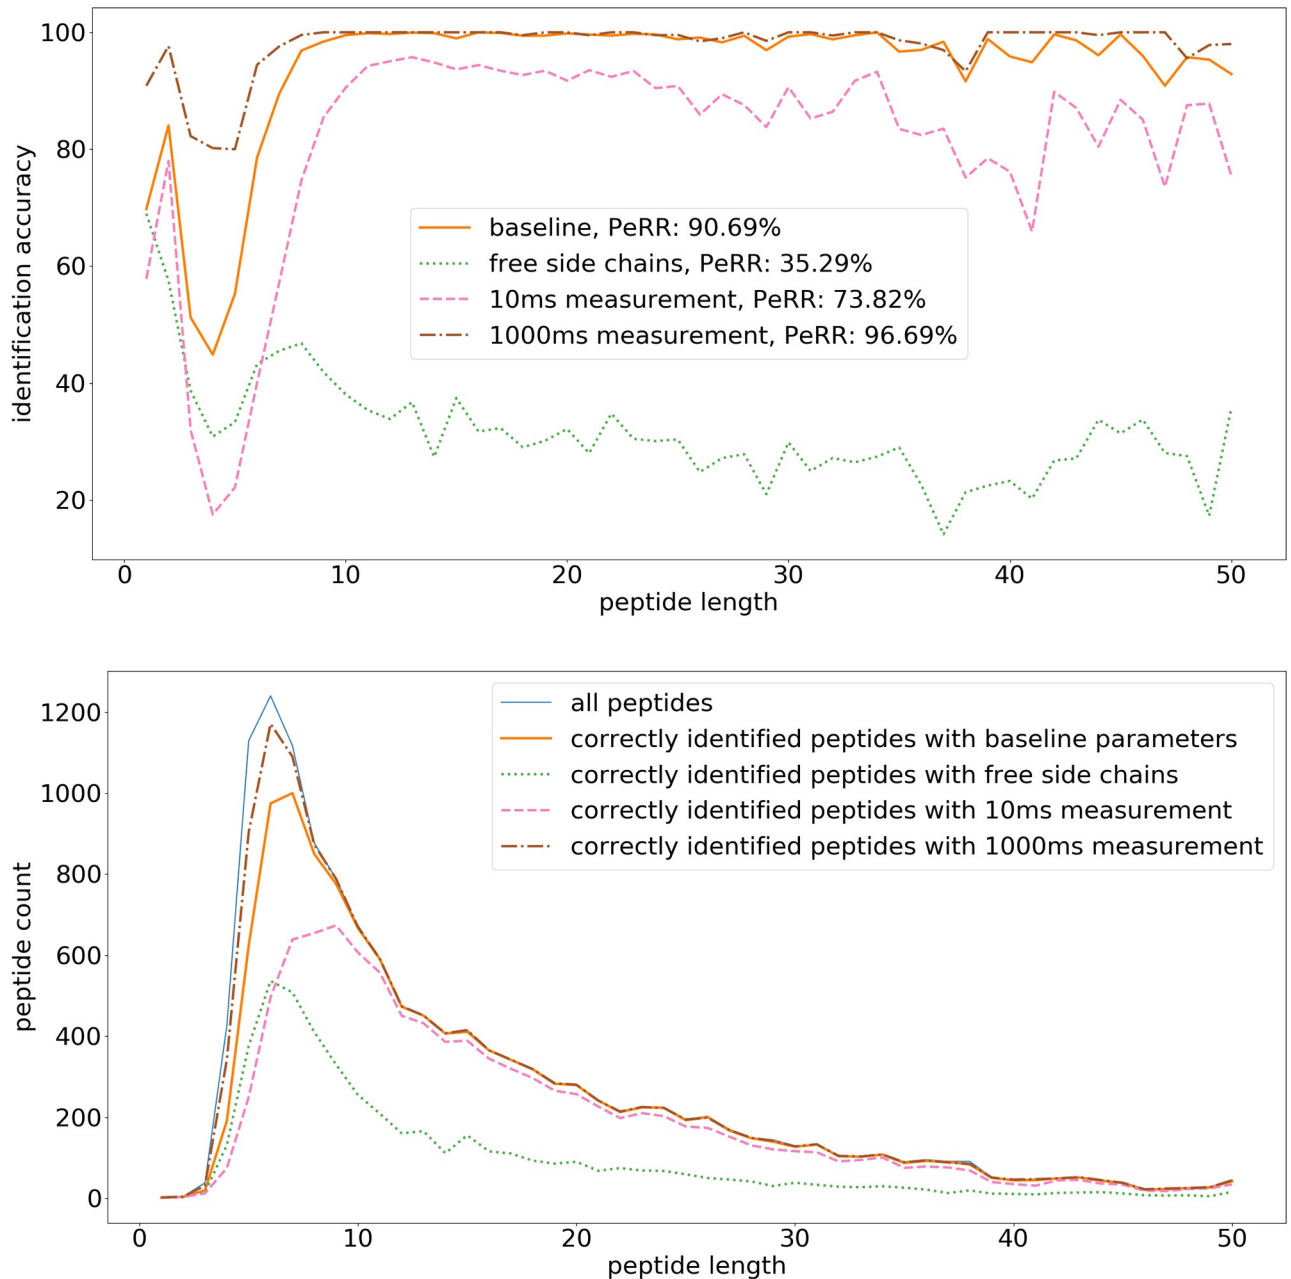 100
80
60
40
20
identification accuracy
baseline, PeRR: 90.69%
free side chains, PeRR: 35.29%
10ms measurement, PeRR: 73.82%
1000ms measurement, PeRR: 96.69%
0 10 20 30 40 50
peptide length
1200
1000
800
600
400
200
0
peptide count
all peptides
correctly identified peptides with baseline parameters
correctly identified peptides with free side chains
correctly identified peptides with 10ms measurement
correctly identified peptides with 1000ms measurement
0 10 20 30 40 50
peptide length